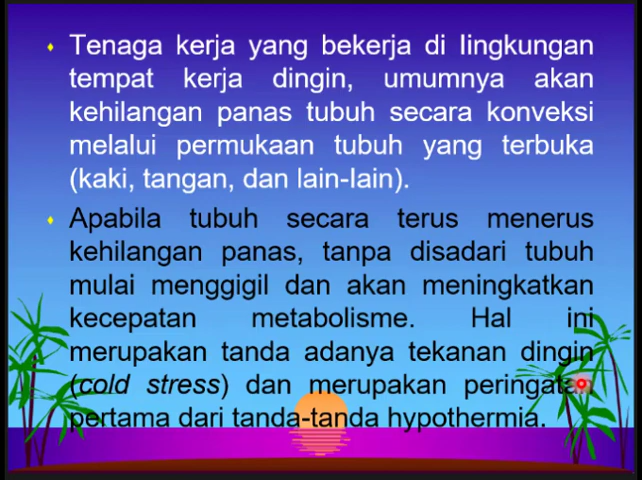 Tenaga kerja yang bekerja di lingkungan
tempat kerja dingin, umumnya akan
kehilangan panas tubuh secara konveksi
melalui permukaan tubuh yang terbuka
(kaki, tangan, dan lain-lain).
Apabila tubuh secara terus menerus
kehilangan panas, tanpa disadari tubuh
mulai menggigil dan akan meningkatkan
kecepatan metabolisme. Hal ini
merupakan tanda adanya tekanan dingin
(cold stress) dan merupakan peringatan
pertama dari tanda-tanda hypothermia.